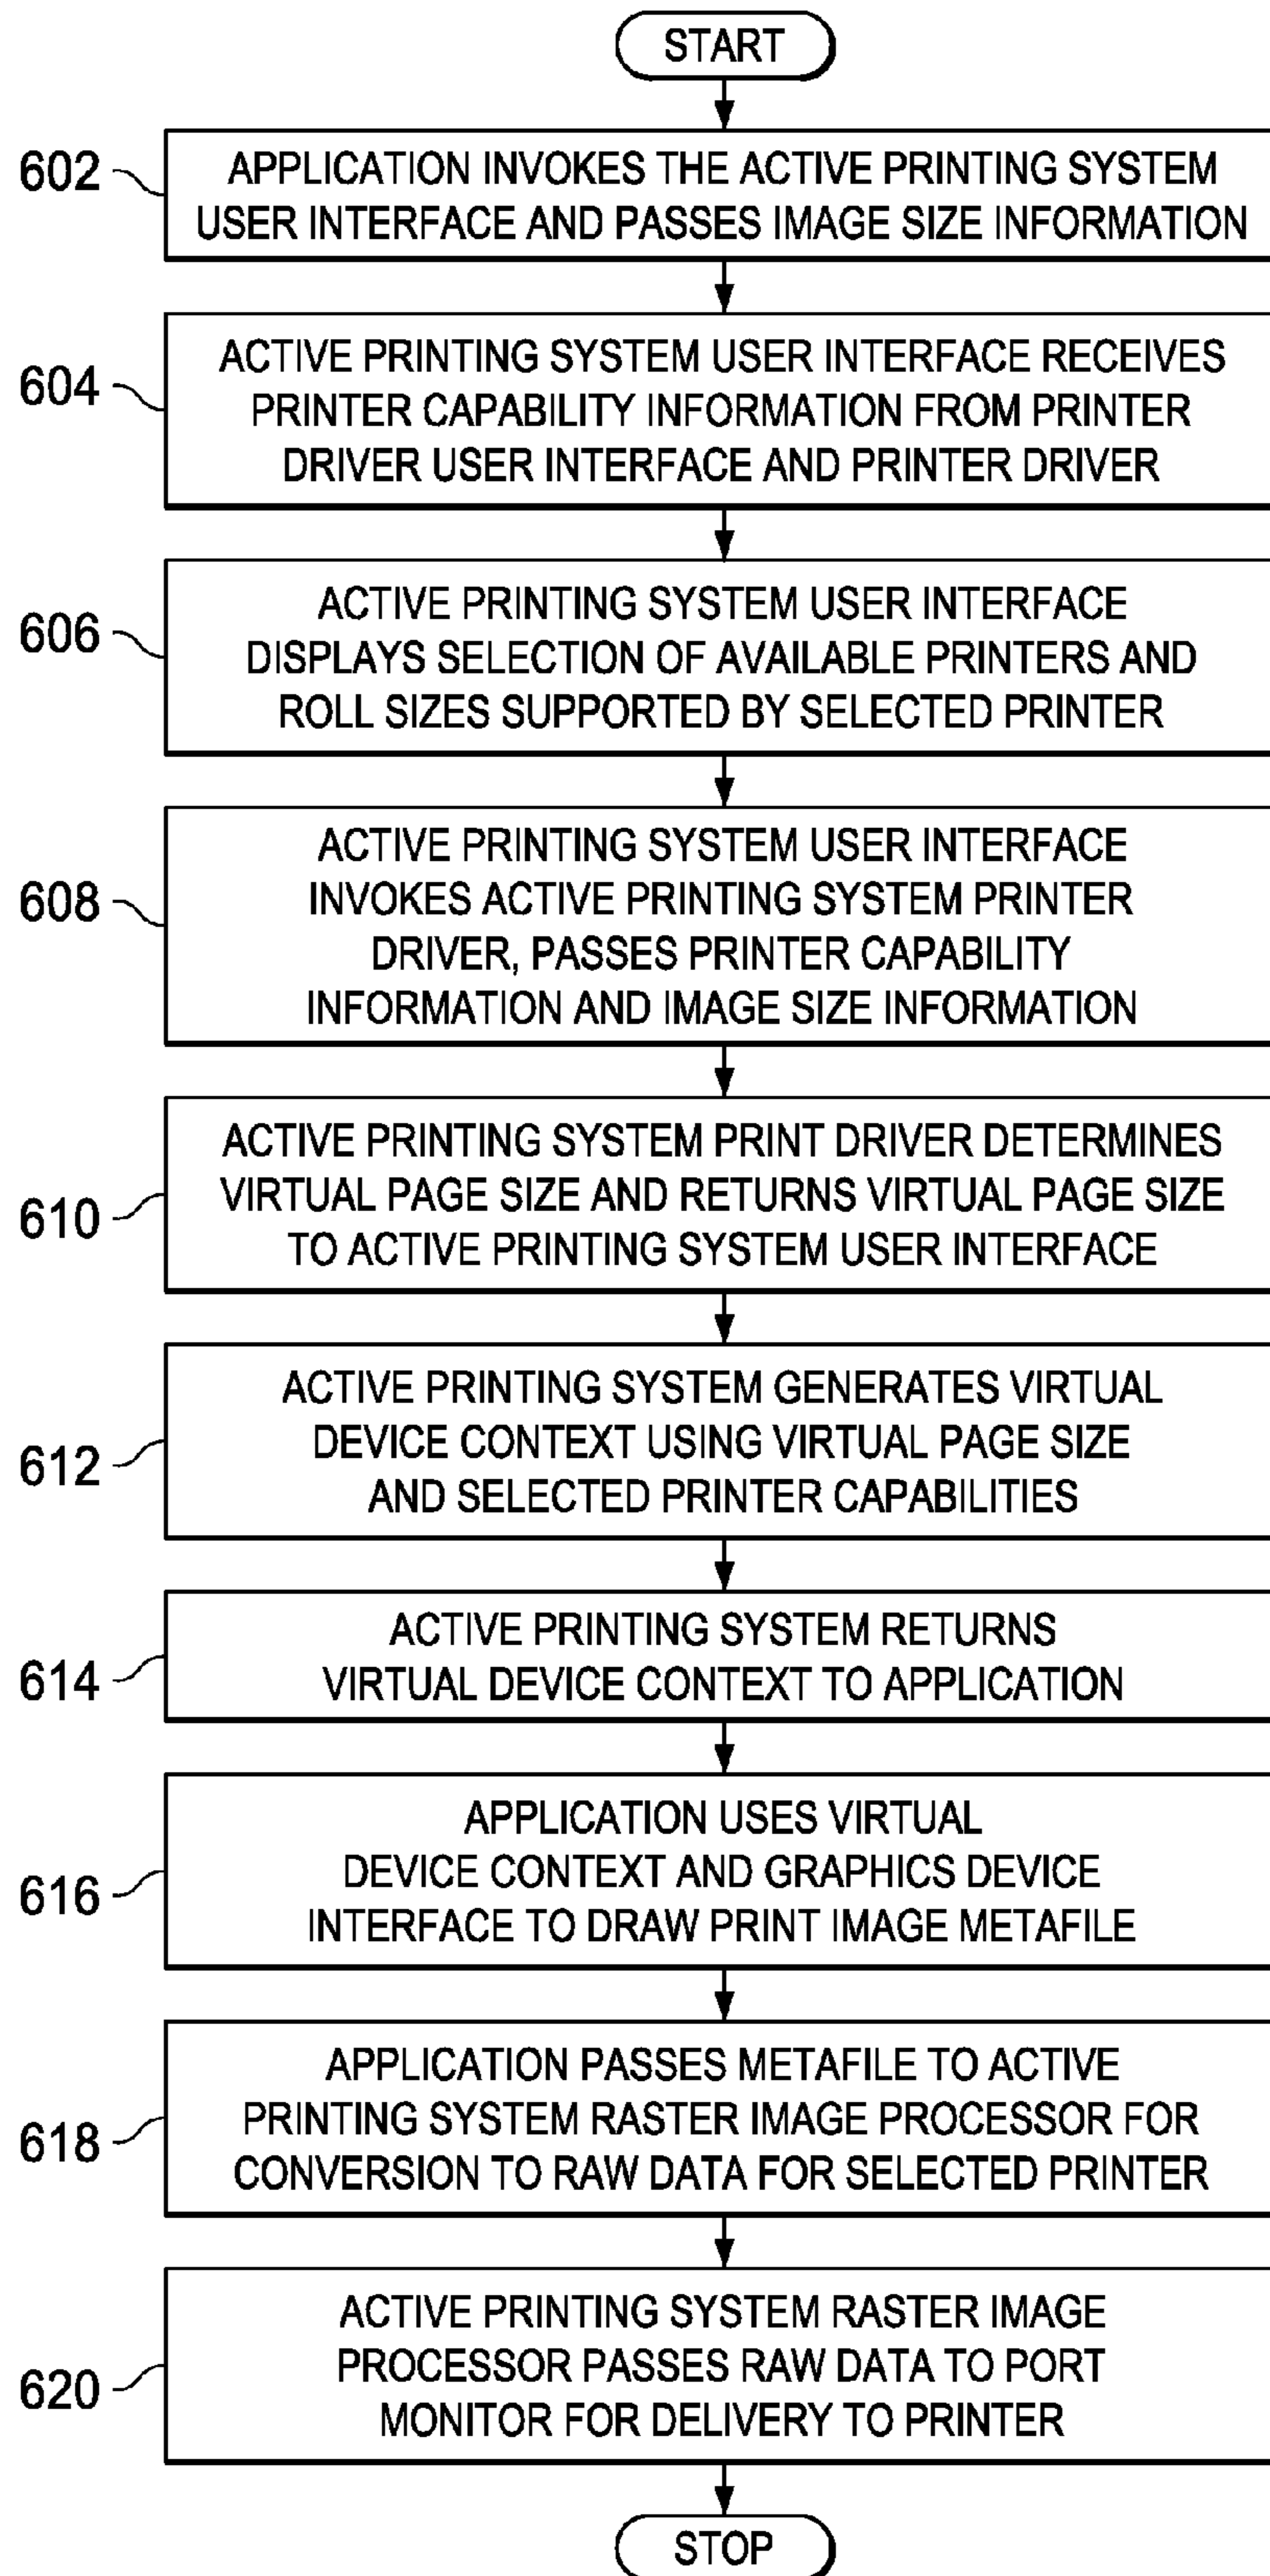 START
602
APPLICATION INVOKES THE ACTIVE PRINTING SYSTEM
USER INTERFACE AND PASSES IMAGE SIZE INFORMATION
604
ACTIVE PRINTING SYSTEM USER INTERFACE RECEIVES
PRINTER CAPABILITY INFORMATION FROM PRINTER
DRIVER USER INTERFACE AND PRINTER DRIVER
606
ACTIVE PRINTING SYSTEM USER INTERFACE
DISPLAYS SELECTION OF AVAILABLE PRINTERS AND
ROLL SIZES SUPPORTED BY SELECTED PRINTER
608
ACTIVE PRINTING SYSTEM USER INTERFACE
INVOKES ACTIVE PRINTING SYSTEM PRINTER
DRIVER, PASSES PRINTER CAPABILITY
INFORMATION AND IMAGE SIZE INFORMATION
610
ACTIVE PRINTING SYSTEM PRINT DRIVER DETERMINES
VIRTUAL PAGE SIZE AND RETURNS VIRTUAL PAGE SIZE
TO ACTIVE PRINTING SYSTEM USER INTERFACE
612
ACTIVE PRINTING SYSTEM GENERATES VIRTUAL
DEVICE CONTEXT USING VIRTUAL PAGE SIZE
AND SELECTED PRINTER CAPABILITIES
614
ACTIVE PRINTING SYSTEM RETURNS
VIRTUAL DEVICE CONTEXT TO APPLICATION
616
APPLICATION USES VIRTUAL
DEVICE CONTEXT AND GRAPHICS DEVICE
INTERFACE TO DRAW PRINT IMAGE METAFILE
618
APPLICATION PASSES METAFILE TO ACTIVE
PRINTING SYSTEM RASTER IMAGE PROCESSOR FOR
CONVERSION TO RAW DATA FOR SELECTED PRINTER
620
ACTIVE PRINTING SYSTEM RASTER IMAGE
PROCESSOR PASSES RAW DATA TO PORT
MONITOR FOR DELIVERY TO PRINTER
STOP